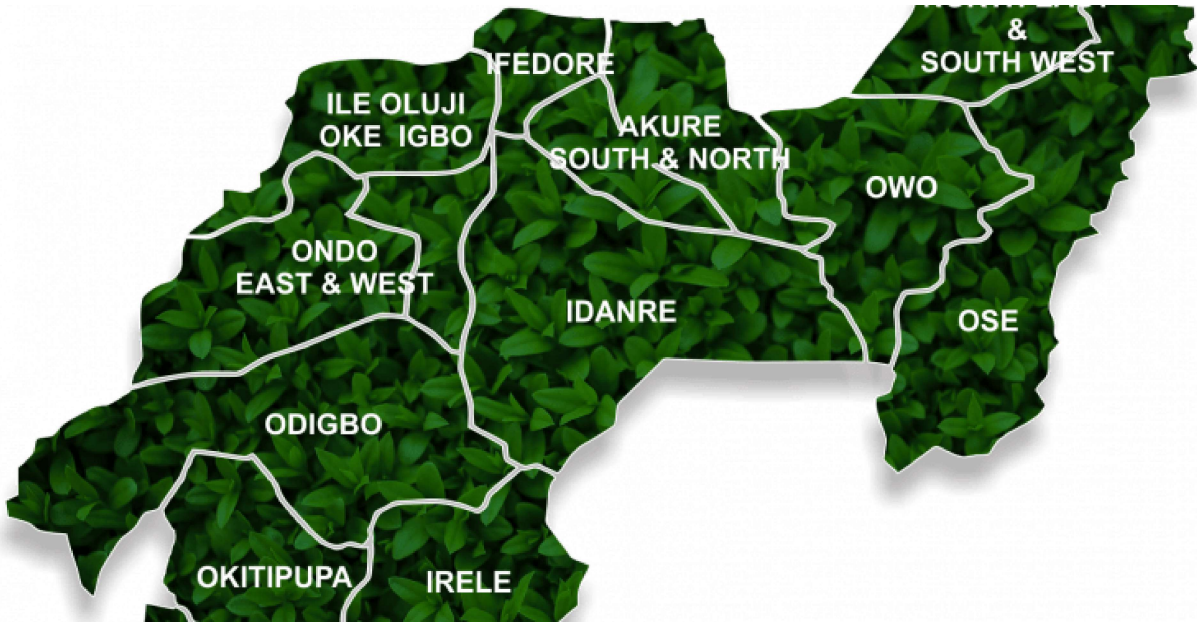 &
SOUTH WEST
IFEDORE
ILE OLUJI
OKE IGBO
AKURE
SOUTH & NORTH
OWO
ONDO
EAST & WEST
IDANRE
OSE
ODIGBO
OKITIPUPA
IRELE